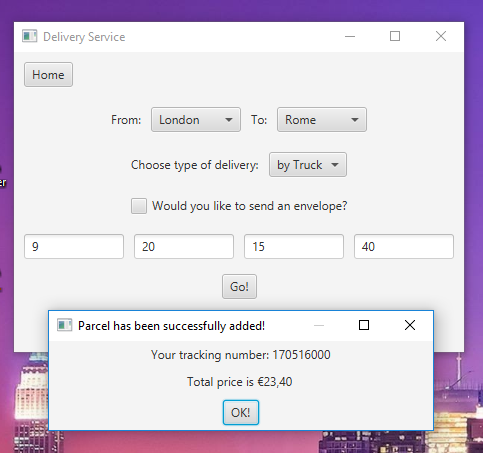 Delivery Service
Home
From: London To: Rome
Choose type of delivery: by Truck
Would you like to send an envelope?
9 20 15 40
Go!
Parcel has been successfully added!
Your tracking number: 170516000
Total price is €23,40
OK!
er